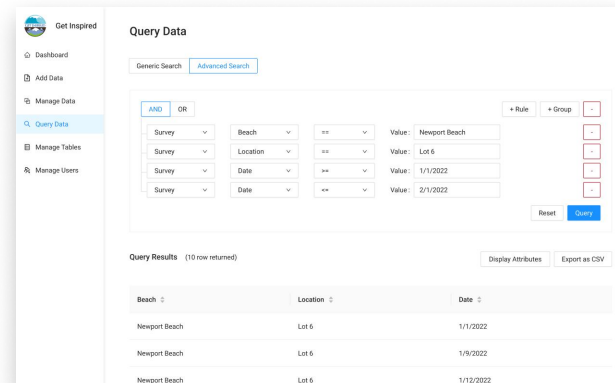 Get Inspired
Dashboard
Add Data
Manage Data
Query Data
Manage Tables
Manage Users
Query Data
Generic Search Advanced Search
AND OR + Rule + Group -
Survey Beach == Value: Newport Beach -
Survey Location == Value: Lot 6 -
Survey Date >= Value: 1/1/2022 -
Survey Date <= Value: 2/1/2022 -
Reset Query
Query Results (10 row returned) Display Attributes Export as CSV
Beach Location Date
Newport Beach Lot 6 1/1/2022
Newport Beach Lot 6 1/9/2022
Newport Beach Lot 6 1/12/2022